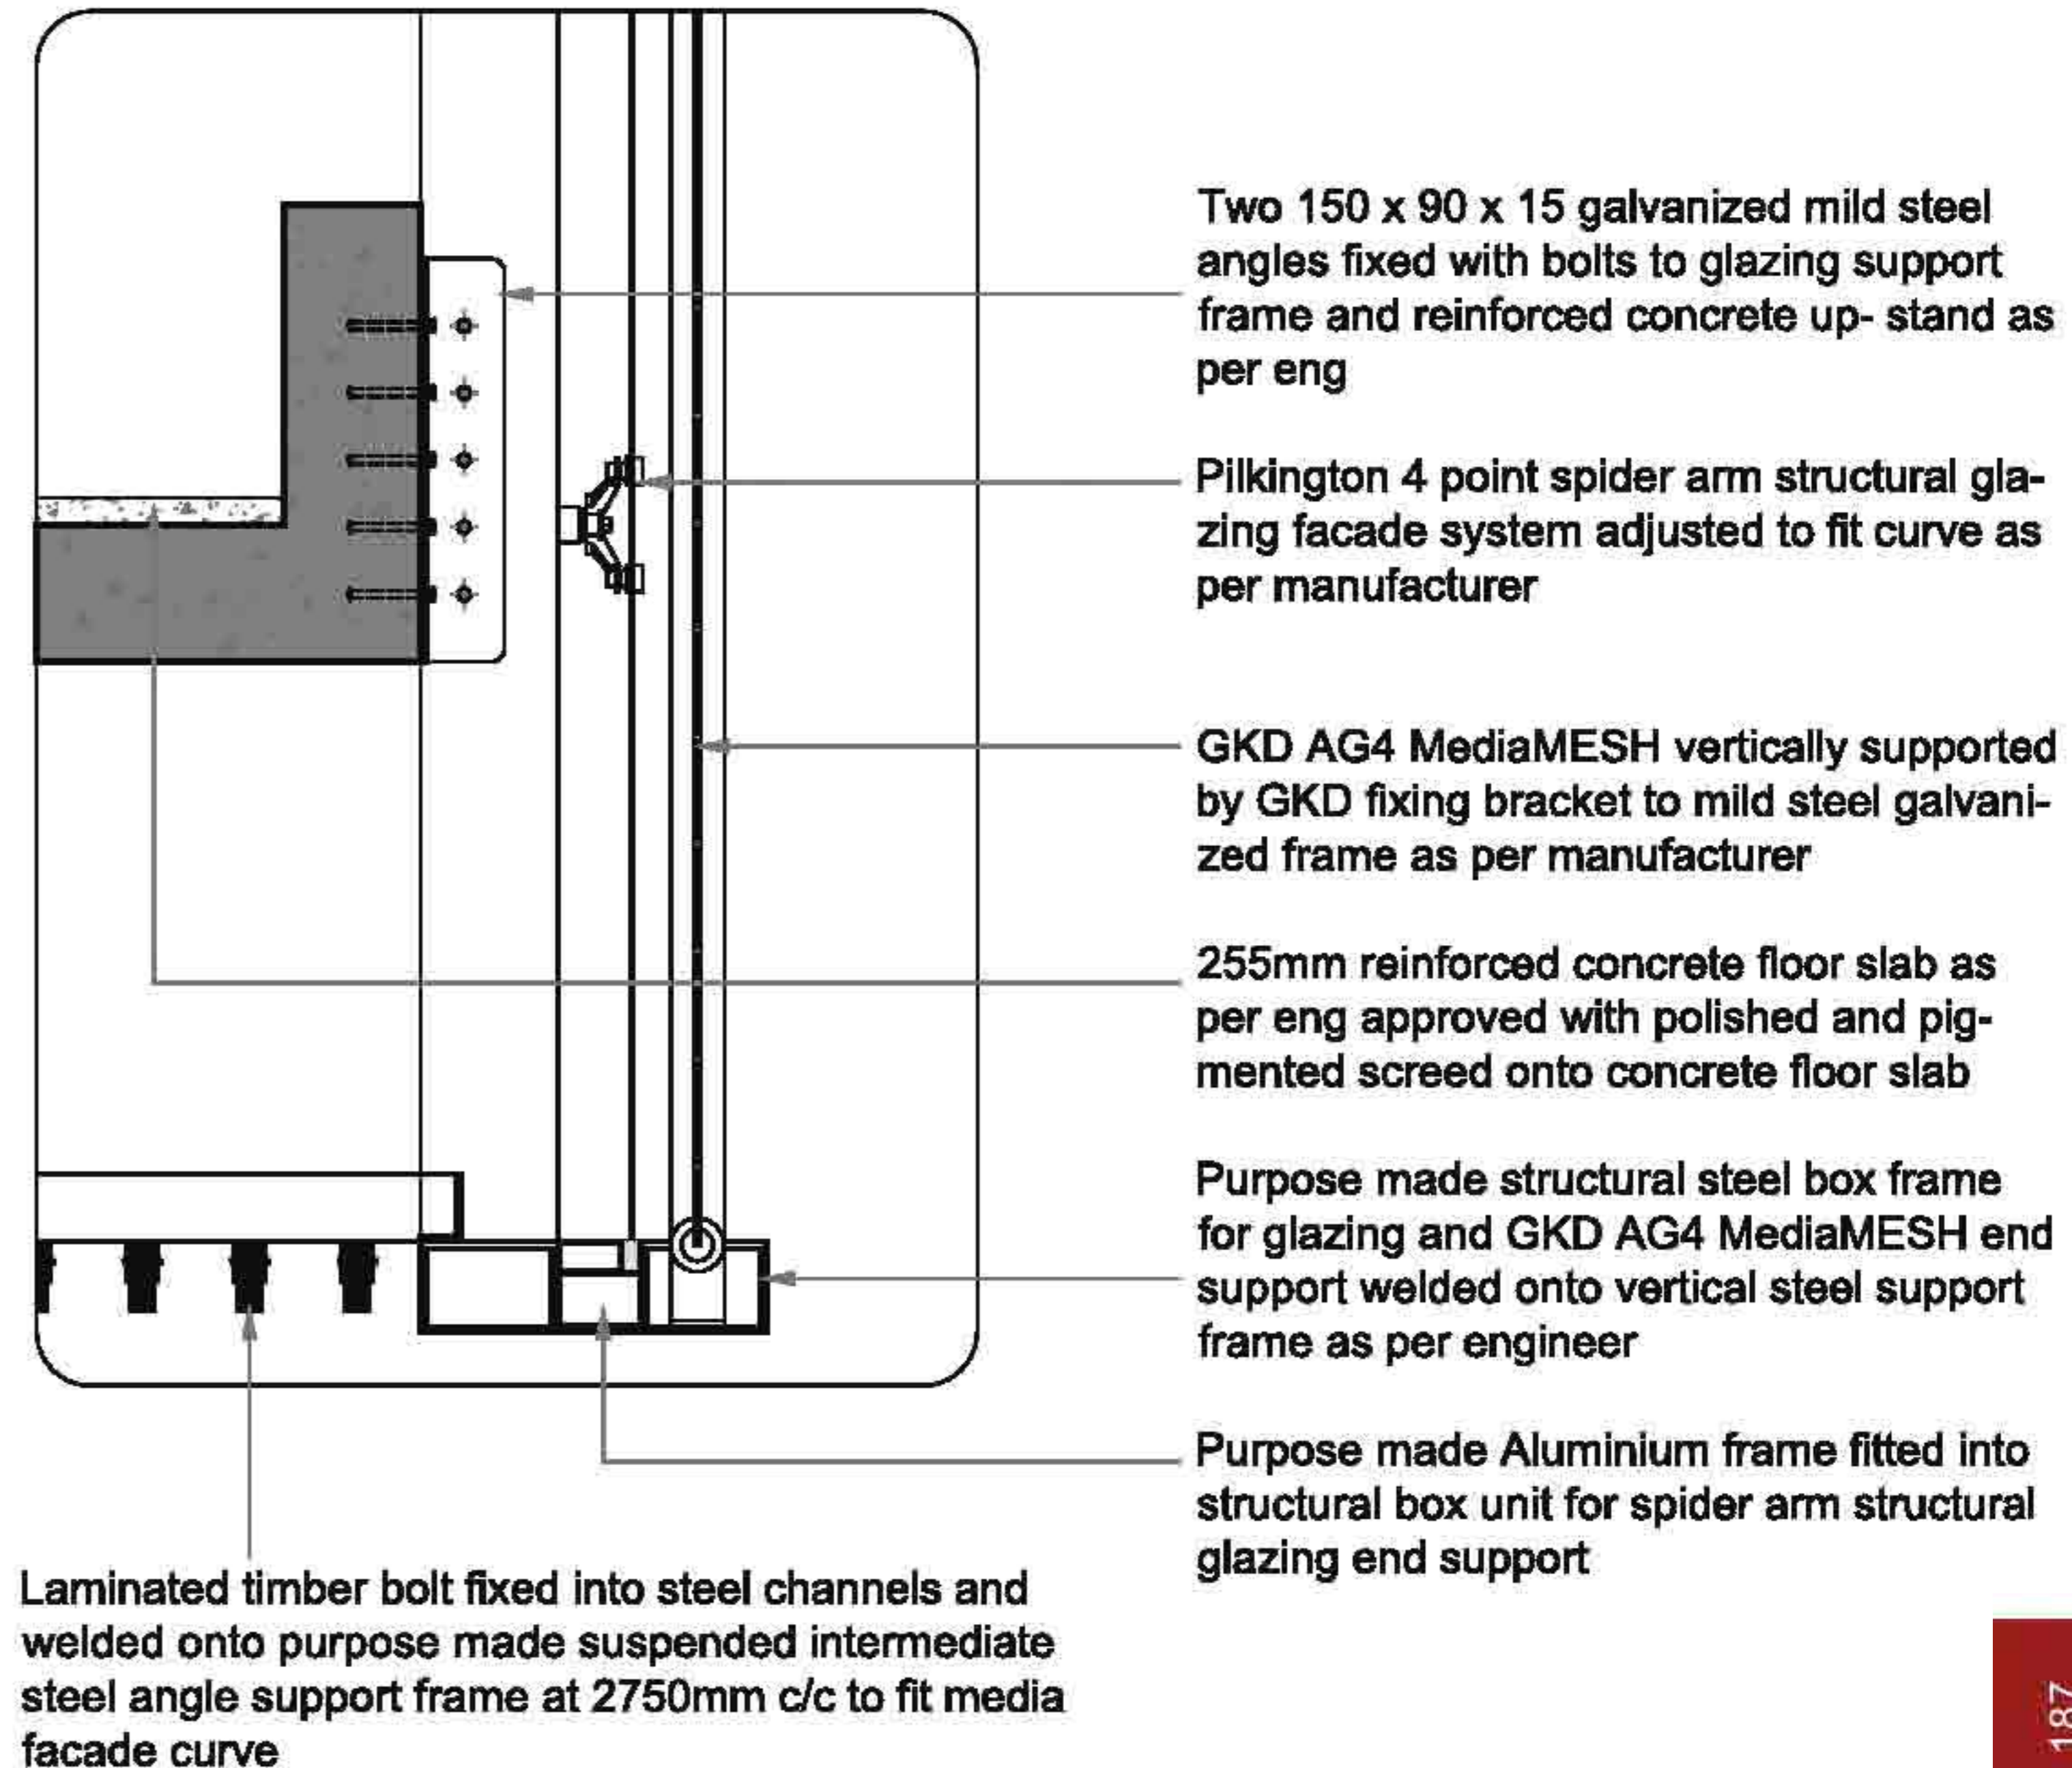 Two 150 x 90 x 15 galvanized mild steel
angles fixed with bolts to glazing support
frame and reinforced concrete up- stand as
per eng
Pilkington 4 point spider arm structural gla-
zing facade system adjusted to fit curve as
per manufacturer
GKD AG4 MediaMESH vertically supported
by GKD fixing bracket to mild steel galvani-
zed frame as per manufacturer
255mm reinforced concrete floor slab as
per eng approved with polished and pig-
mented screed onto concrete floor slab
Purpose made structural steel box frame
for glazing and GKD AG4 MediaMESH end
support welded onto vertical steel support
frame as per engineer
Purpose made Aluminium frame fitted into
structural box unit for spider arm structural
glazing end support
Laminated timber bolt fixed into steel channels and
welded onto purpose made suspended intermediate
steel angle support frame at 2750mm c/c to fit media
facade curve
187